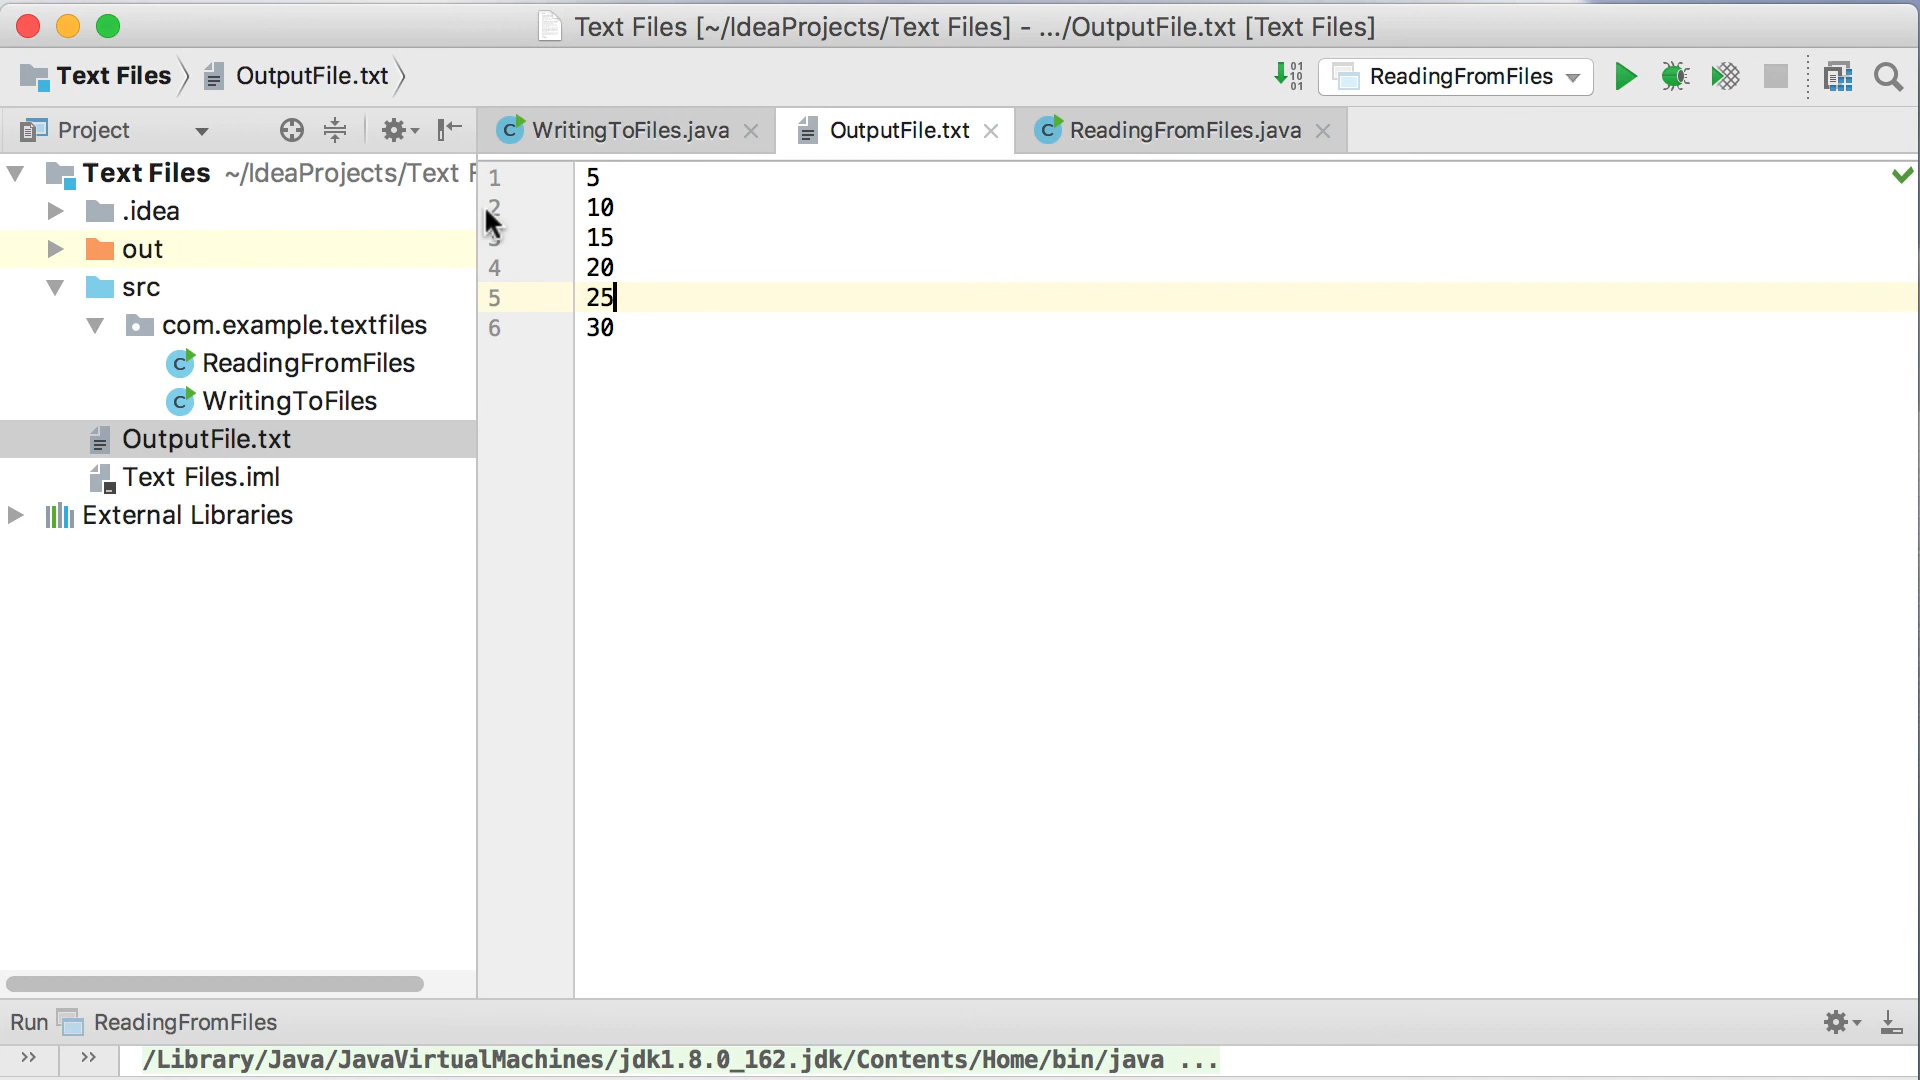 Text Files [~/IdeaProjects/Text Files] - .../OutputFile.txt [Text Files]
Text Files OutputFile.txt
ReadingFromFiles
Project
WritingToFiles.java OutputFile.txt ReadingFromFiles.java
Text Files ~/IdeaProjects/Text F
.idea
out
src
com.example.textfiles
ReadingFromFiles
WritingToFiles
OutputFile.txt
Text Files.iml
External Libraries
1 5
2 10
3 15
4 20
5 25
6 30
Run ReadingFromFiles
/Library/Java/JavaVirtualMachines/jdk1.8.0_162.jdk/Contents/Home/bin/java ...